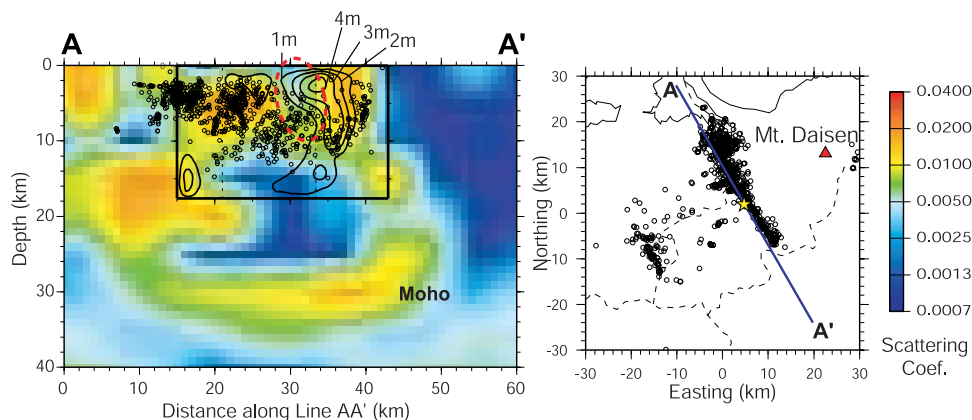 A
A'
1m
4m
3m
2m
0
10
20
30
40
Depth (km)
Moho
0
10
20
30
40
50
60
Distance along Line AA' (km)
30
20
10
0
-10
-20
-30
Northing (km)
A
Mt. Daisen
A'
-30
-20
-10
0
10
20
30
Easting (km)
0.0400
0.0200
0.0100
0.0050
0.0025
0.0013
0.0007
Scattering
Coef.